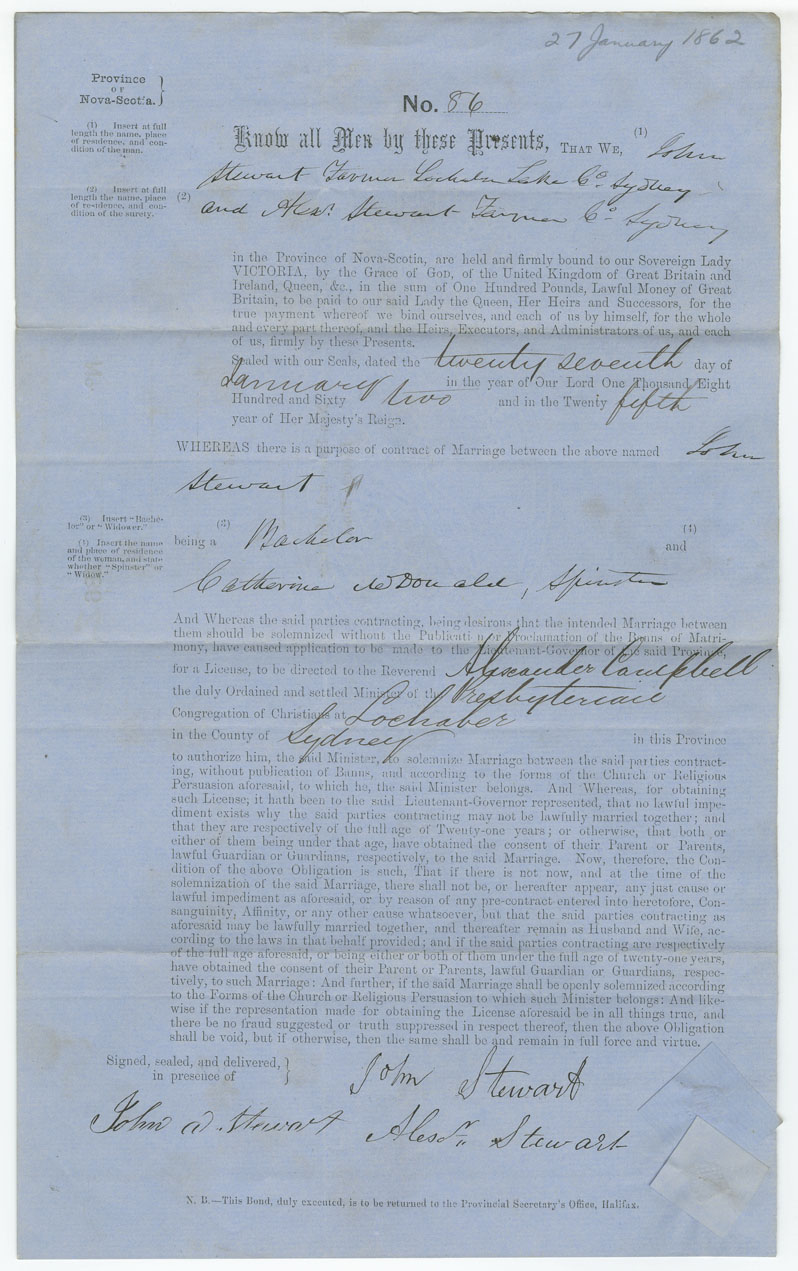 27 January 1862
Province
OF
Nova-Scotia. }
No. 86
(1) Insert at full
length the name, place
of residence, and con-
dition of the man.
Know all Men by these Presents, THAT WE, (1) John
(2) Insert at full
length the name, place
of residence, and con-
dition of the surety.
Stewart Farmer Lochaber Lake Co. Sydney
(2) and Alexr. Stewart Farmer Co. Sydney
in the Province of Nova-Scotia, are held and firmly bound to our Sovereign Lady
VICTORIA, by the Grace of GOD, of the United Kingdom of Great Britain and
Ireland, Queen, &c., in the sum of One Hundred Pounds, Lawful Money of Great
Britain, to be paid to our said Lady the Queen, Her Heirs and Successors, for the
true payment whereof we bind ourselves, and each of us by himself, for the whole
and every part thereof, and the Heirs, Executors, and Administrators of us, and each
of us, firmly by these Presents.
Sealed with our Seals, dated the twenty seventh day of
January in the year of Our Lord One Thousand Eight
Hundred and Sixty two and in the Twenty fifth
year of Her Majesty's Reign.
WHEREAS there is a purpose of contract of Marriage between the above named John
Stewart
(3) Insert "Bache-
lor" or "Widower."
(4) Insert the name
and place of residence
of the woman, and state
whether "Spinster" or
"Widow."
being a (3) Bachelor and (4)
Catherine McDonald, Spinster
And Whereas the said parties contracting, being desirous that the intended Marriage between
them should be solemnized without the Publicati n or Proclamation of the Banns of Matri-
mony, have caused application to be made to the Lieutenant-Governor of the said Province,
for a License, to be directed to the Reverend Alexander Campbell
the duly Ordained and settled Minister of the Presbyterian
Congregation of Christians at Lochaber
in the County of Sydney in this Province
to authorize him, the said Minister, to solemnize Marriage between the said parties contract-
ing, without publication of Banns, and according to the forms of the Church or Religious
Persuasion aforesaid, to which he, the said Minister belongs. And Whereas, for obtaining
such License, it hath been to the said Lieutenant-Governor represented, that no lawful impe-
diment exists why the said parties contracting may not be lawfully married together; and
that they are respectively of the full age of Twenty-one years; or otherwise, that both or
either of them being under that age, have obtained the consent of their Parent or Parents,
lawful Guardian or Guardians, respectively, to the said Marriage. Now, therefore, the Con-
dition of the above Obligation is such, That if there is not now, and at the time of the
solemnization of the said Marriage, there shall not be, or hereafter appear, any just cause or
lawful impediment as aforesaid, or by reason of any pre-contract entered into heretofore, Con-
sanguinity, Affinity, or any other cause whatsoever, but that the said parties contracting as
aforesaid may be lawfully married together, and thereafter remain as Husband and Wife, ac-
cording to the laws in that behalf provided; and if the said parties contracting are respectively
of the full age aforesaid, or being either or both of them under the full age of twenty-one years,
have obtained the consent of their Parent or Parents, lawful Guardian or Guardians, respec-
tively, to such Marriage: And further, if the said Marriage shall be openly solemnized according
to the Forms of the Church or Religious Persuasion to which such Minister belongs: And like-
wise if the representation made for obtaining the License aforesaid be in all things true, and
there be no fraud suggested or truth suppressed in respect thereof, then the above Obligation
shall be void, but if otherwise, then the same shall be and remain in full force and virtue.
Signed, sealed, and delivered, }
in presence of
John Stewart
John D. Stewart Alexr. Stewart
N. B.—This Bond, duly executed, is to be returned to the Provincial Secretary's Office, Halifax.